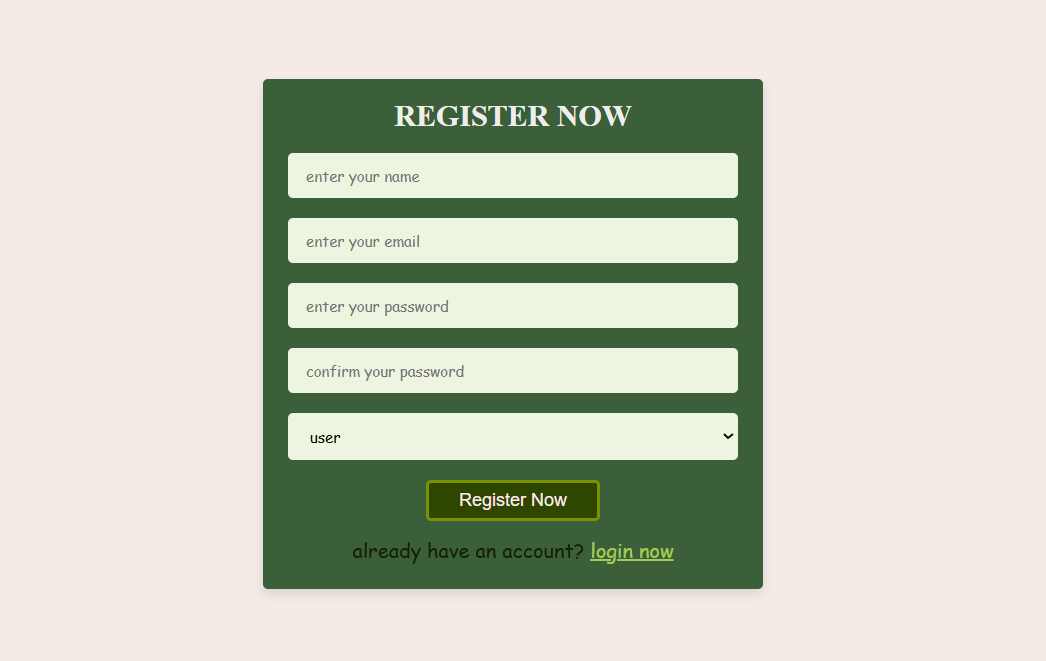 REGISTER NOW
enter your name
enter your email
enter your password
confirm your password
user
Register Now
already have an account? login now